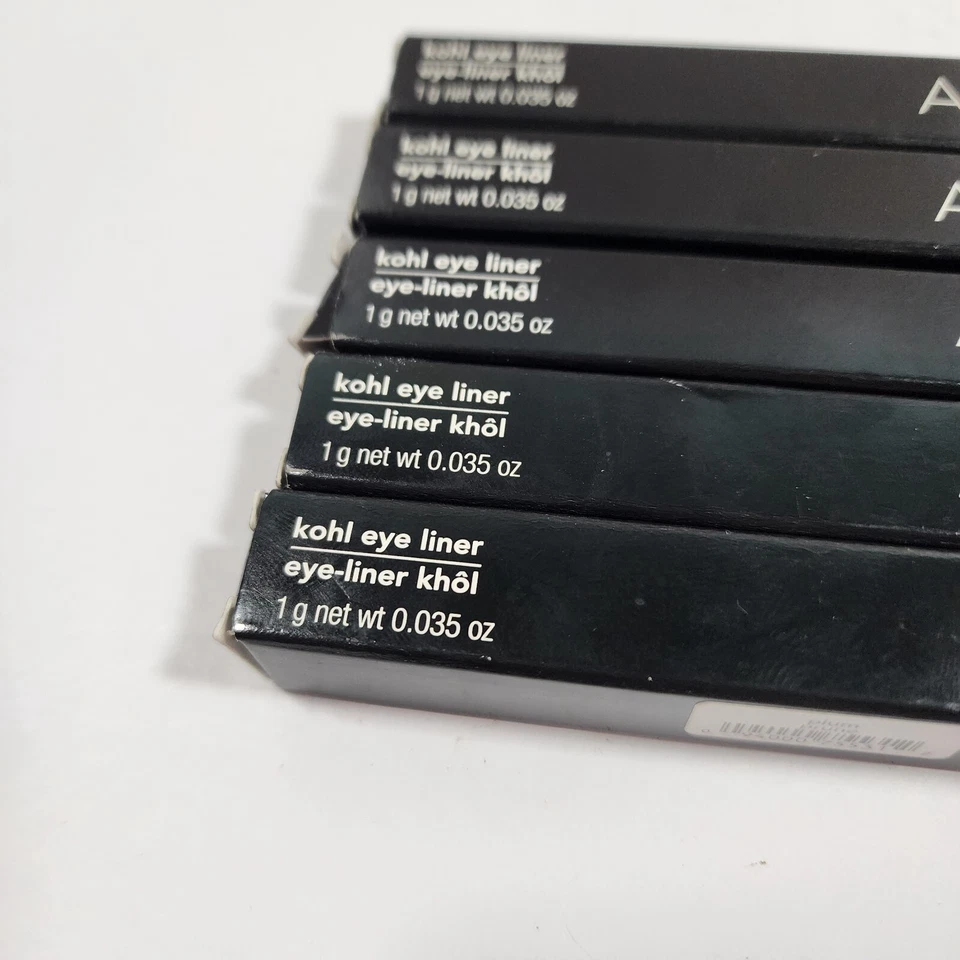 kohl eye liner
eye-liner khôl
1 g net wt 0.035 oz
A
kohl eye liner
eye-liner khôl
1 g net wt 0.035 oz
A
kohl eye liner
eye-liner khôl
1 g net wt 0.035 oz
kohl eye liner
eye-liner khôl
1 g net wt 0.035 oz
kohl eye liner
eye-liner khôl
1 g net wt 0.035 oz
plum